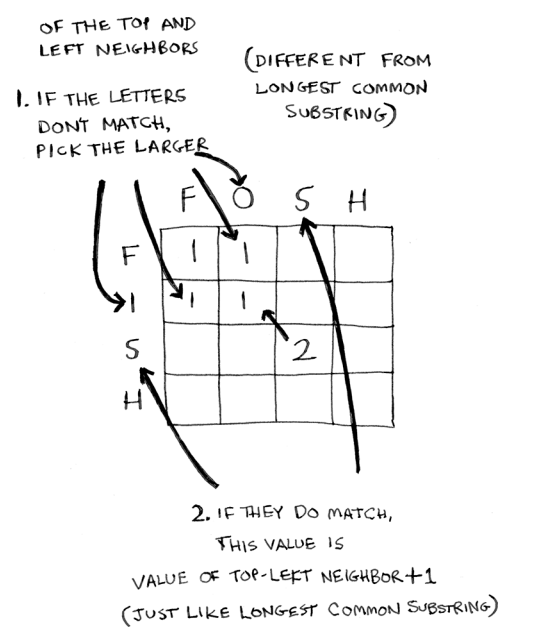 OF THE TOP AND
LEFT NEIGHBORS
(DIFFERENT FROM
LONGEST COMMON
SUBSTRING)
1. IF THE LETTERS
DON'T MATCH,
PICK THE LARGER
F O S H
F 1 1
I 1 1
S 2
H
2. IF THEY DO MATCH,
THIS VALUE IS
VALUE OF TOP-LEFT NEIGHBOR+1
(JUST LIKE LONGEST COMMON SUBSTRING)